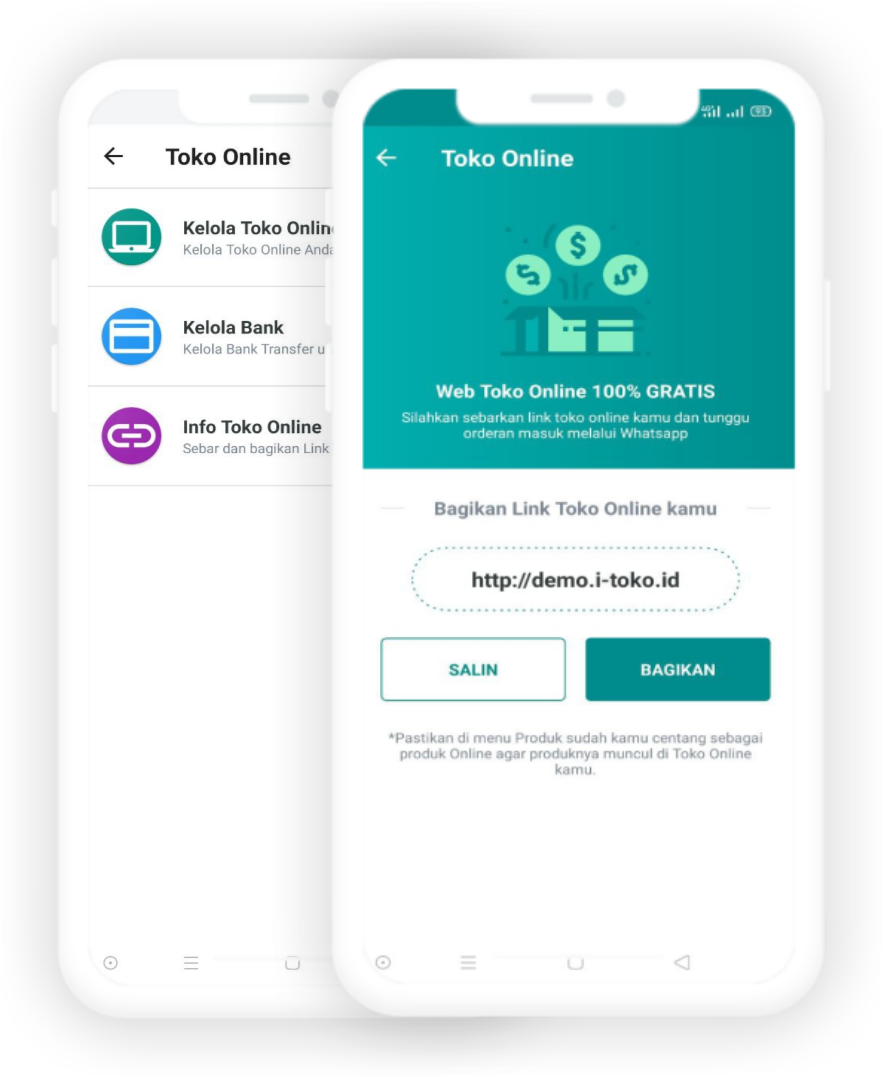 Toko Online
Kelola Toko Online
Kelola Toko Online Anda
Kelola Bank
Kelola Bank Transfer u
Info Toko Online
Sebar dan bagikan Link
93
Toko Online
$
Web Toko Online 100% GRATIS
Silahkan sebarkan link toko online kamu dan tunggu
orderan masuk melalui Whatsapp
Bagikan Link Toko Online kamu
http://demo.i-toko.id
SALIN
BAGIKAN
*Pastikan di menu Produk sudah kamu centang sebagai
produk Online agar produknya muncul di Toko Online
kamu.